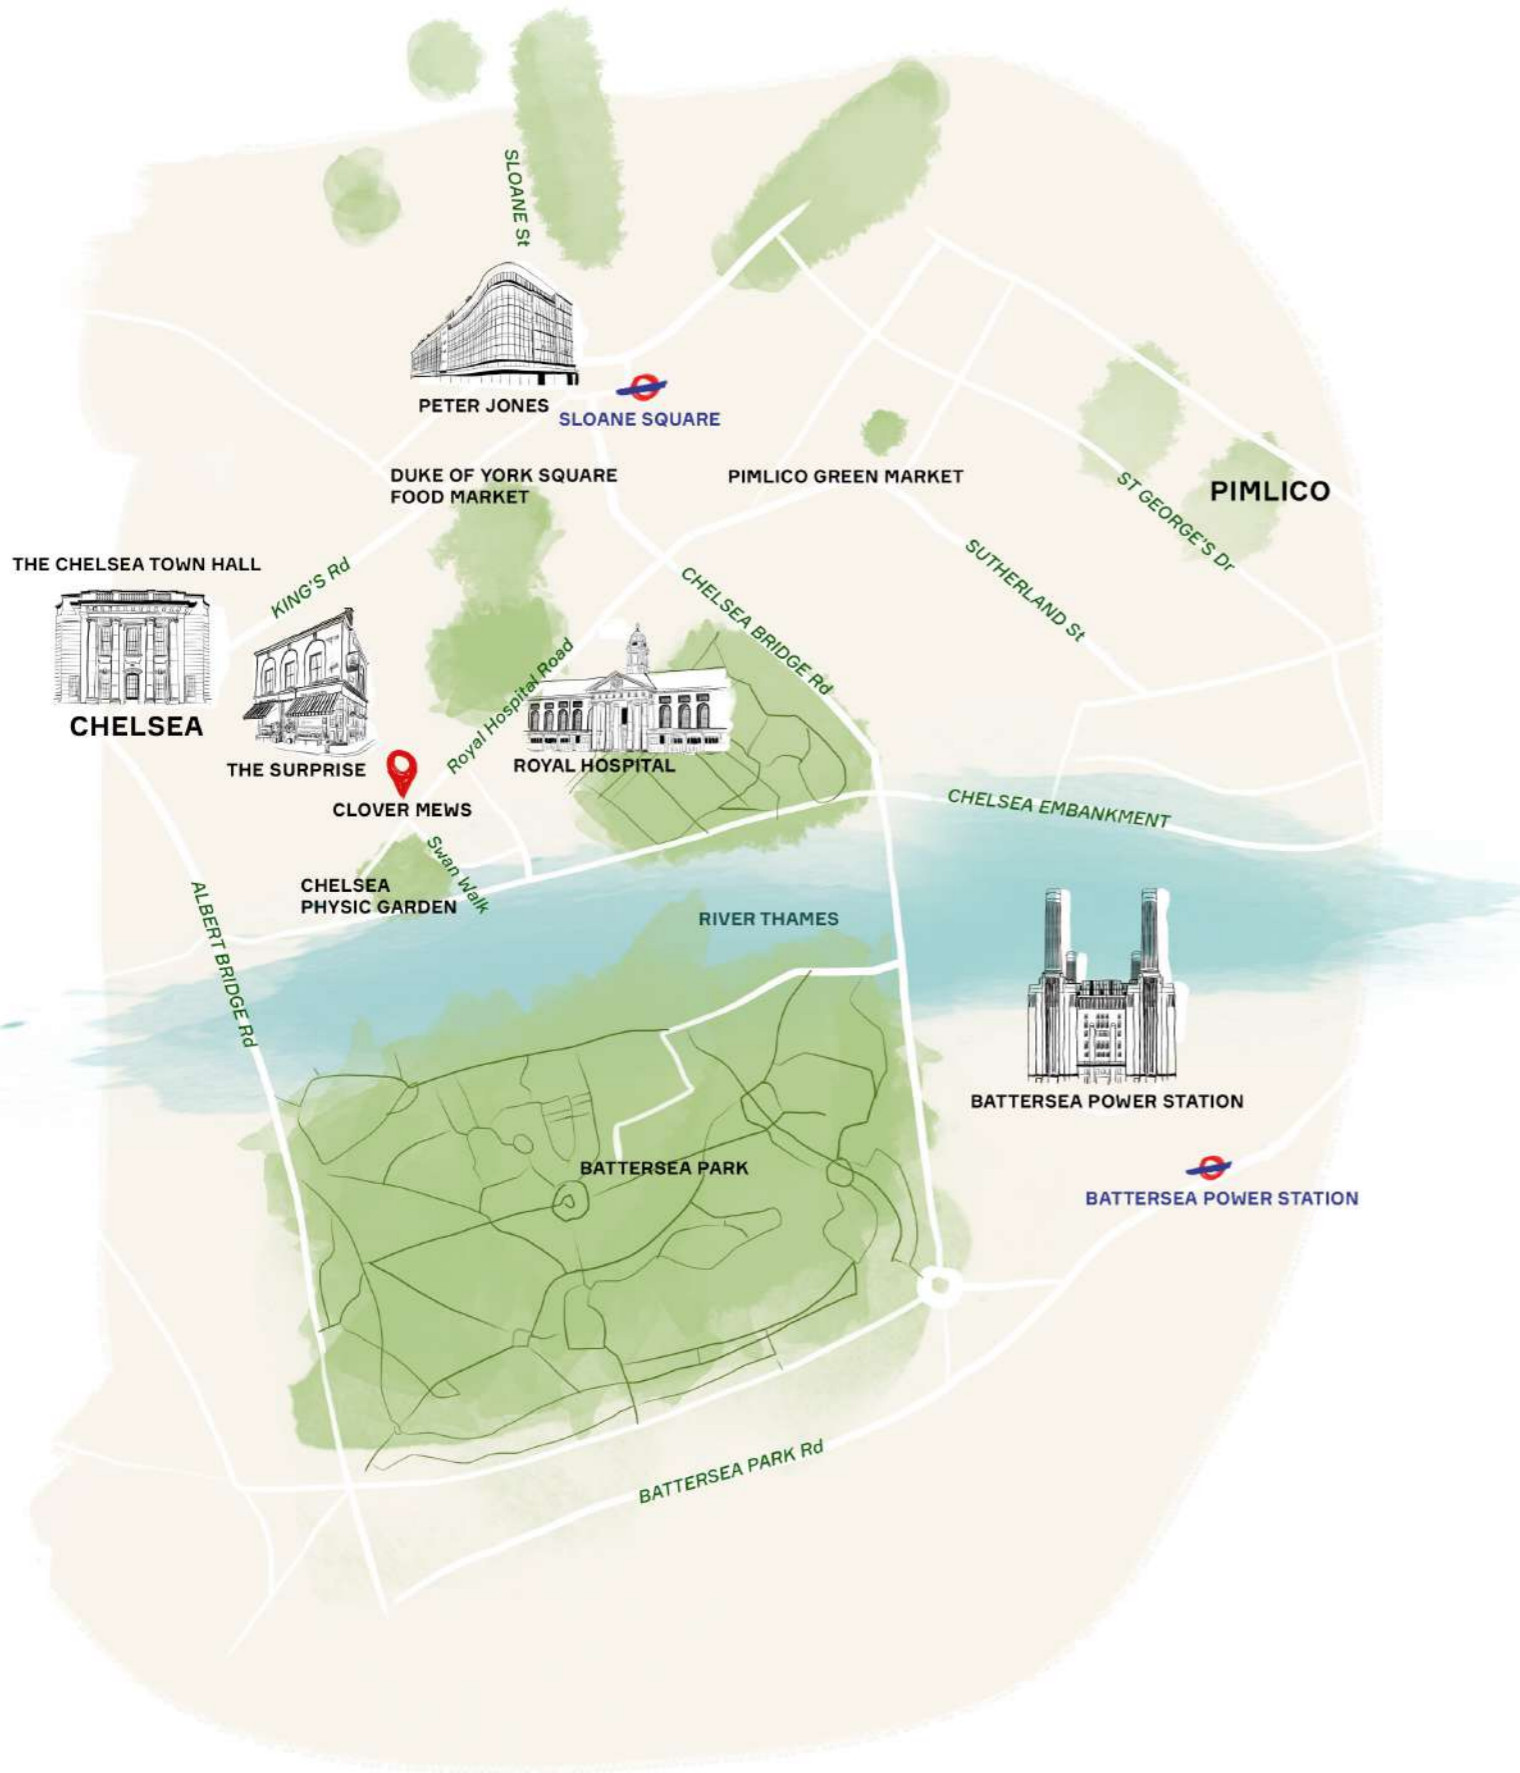 SLOANE St
PETER JONES
SLOANE SQUARE
DUKE OF YORK SQUARE
FOOD MARKET
PIMLICO GREEN MARKET
ST GEORGE'S Dr
PIMLICO
THE CHELSEA TOWN HALL
KING'S Rd
CHELSEA BRIDGE Rd
SUTHERLAND St
CHELSEA
Royal Hospital Road
THE SURPRISE
ROYAL HOSPITAL
CLOVER MEWS
CHELSEA EMBANKMENT
Swan Walk
CHELSEA
PHYSIC GARDEN
ALBERT BRIDGE Rd
RIVER THAMES
BATTERSEA POWER STATION
BATTERSEA PARK
BATTERSEA POWER STATION
BATTERSEA PARK Rd